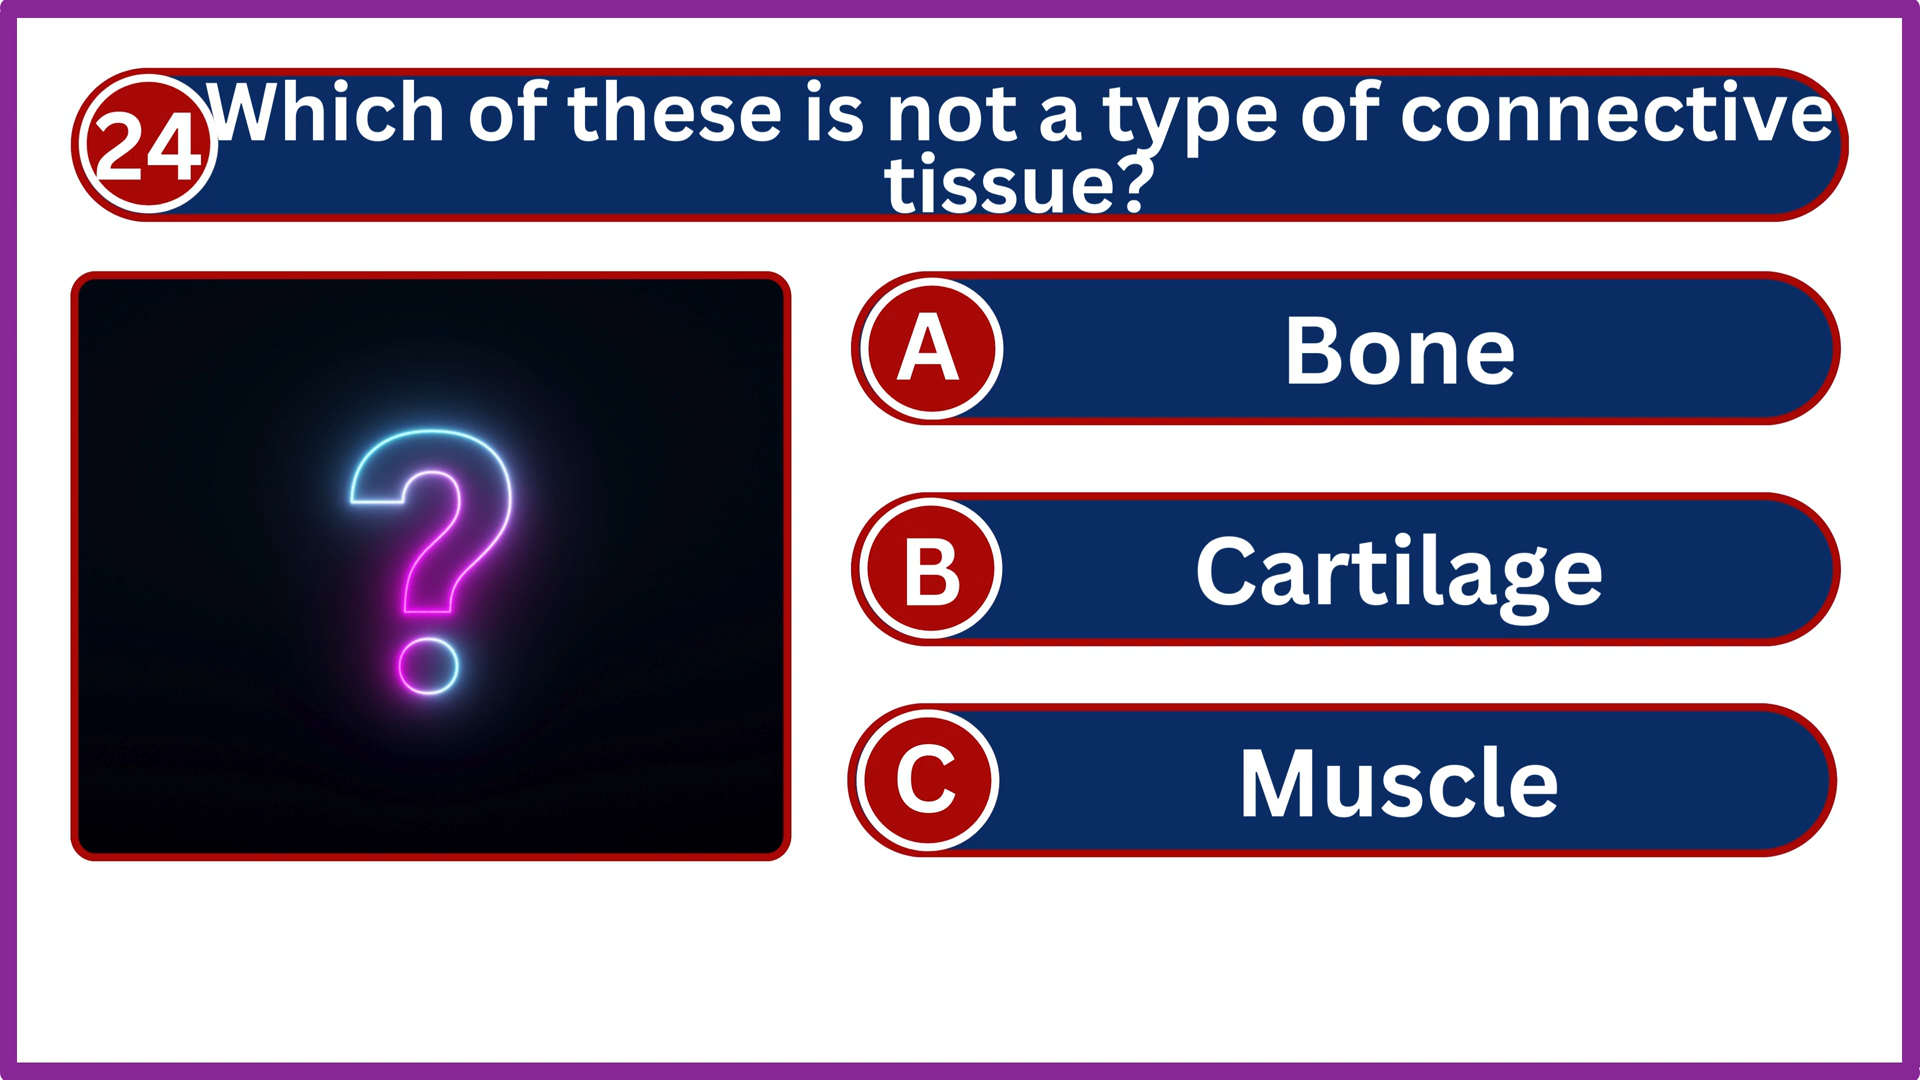 24
Which of these is not a type of connective
tissue?
A
Bone
B
Cartilage
C
Muscle